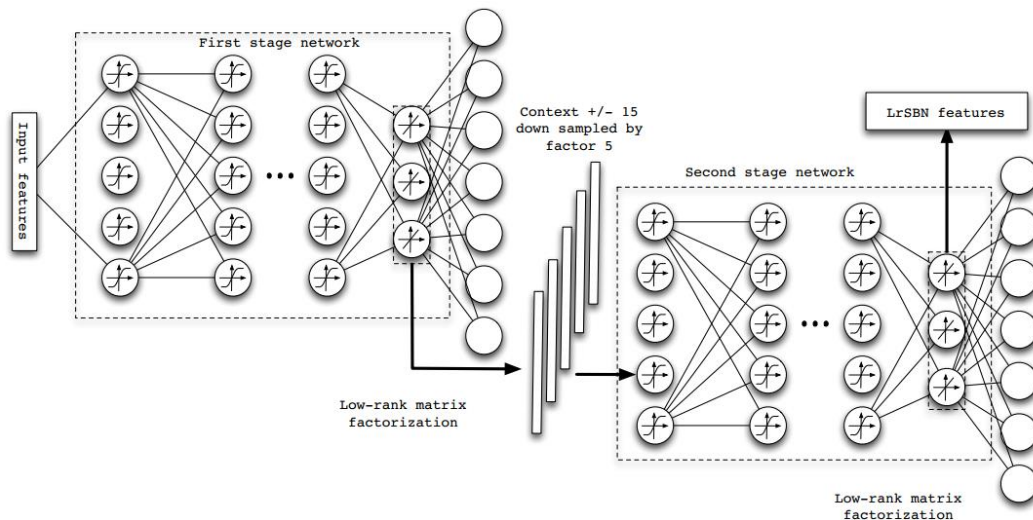 First stage network
Input features
Context +/- 15
down sampled by
factor 5
LrSBN features
Second stage network
Low-rank matrix
factorization
Low-rank matrix
factorization